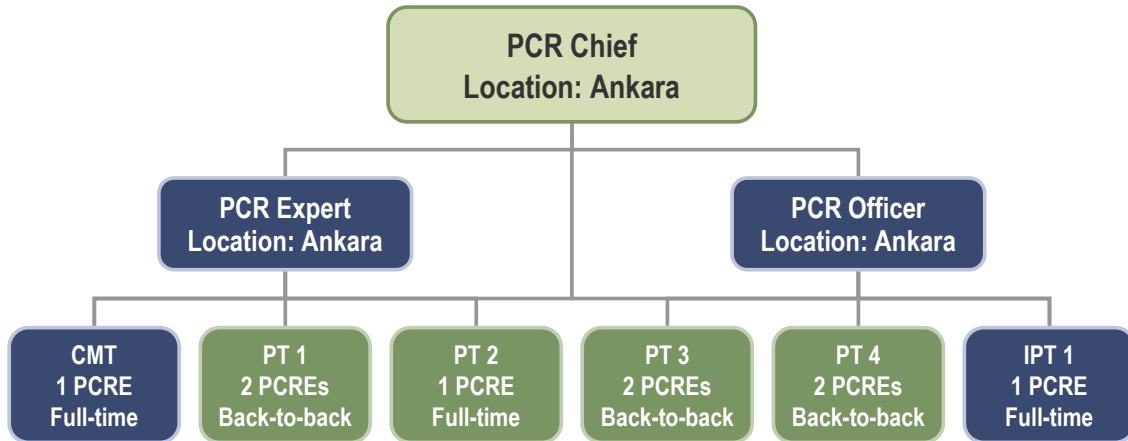 PCR Chief
Location: Ankara
PCR Expert
Location: Ankara
PCR Officer
Location: Ankara
CMT
1 PCRE
Full-time
PT 1
2 PCREs
Back-to-back
PT 2
1 PCRE
Full-time
PT 3
2 PCREs
Back-to-back
PT 4
2 PCREs
Back-to-back
IPT 1
1 PCRE
Full-time